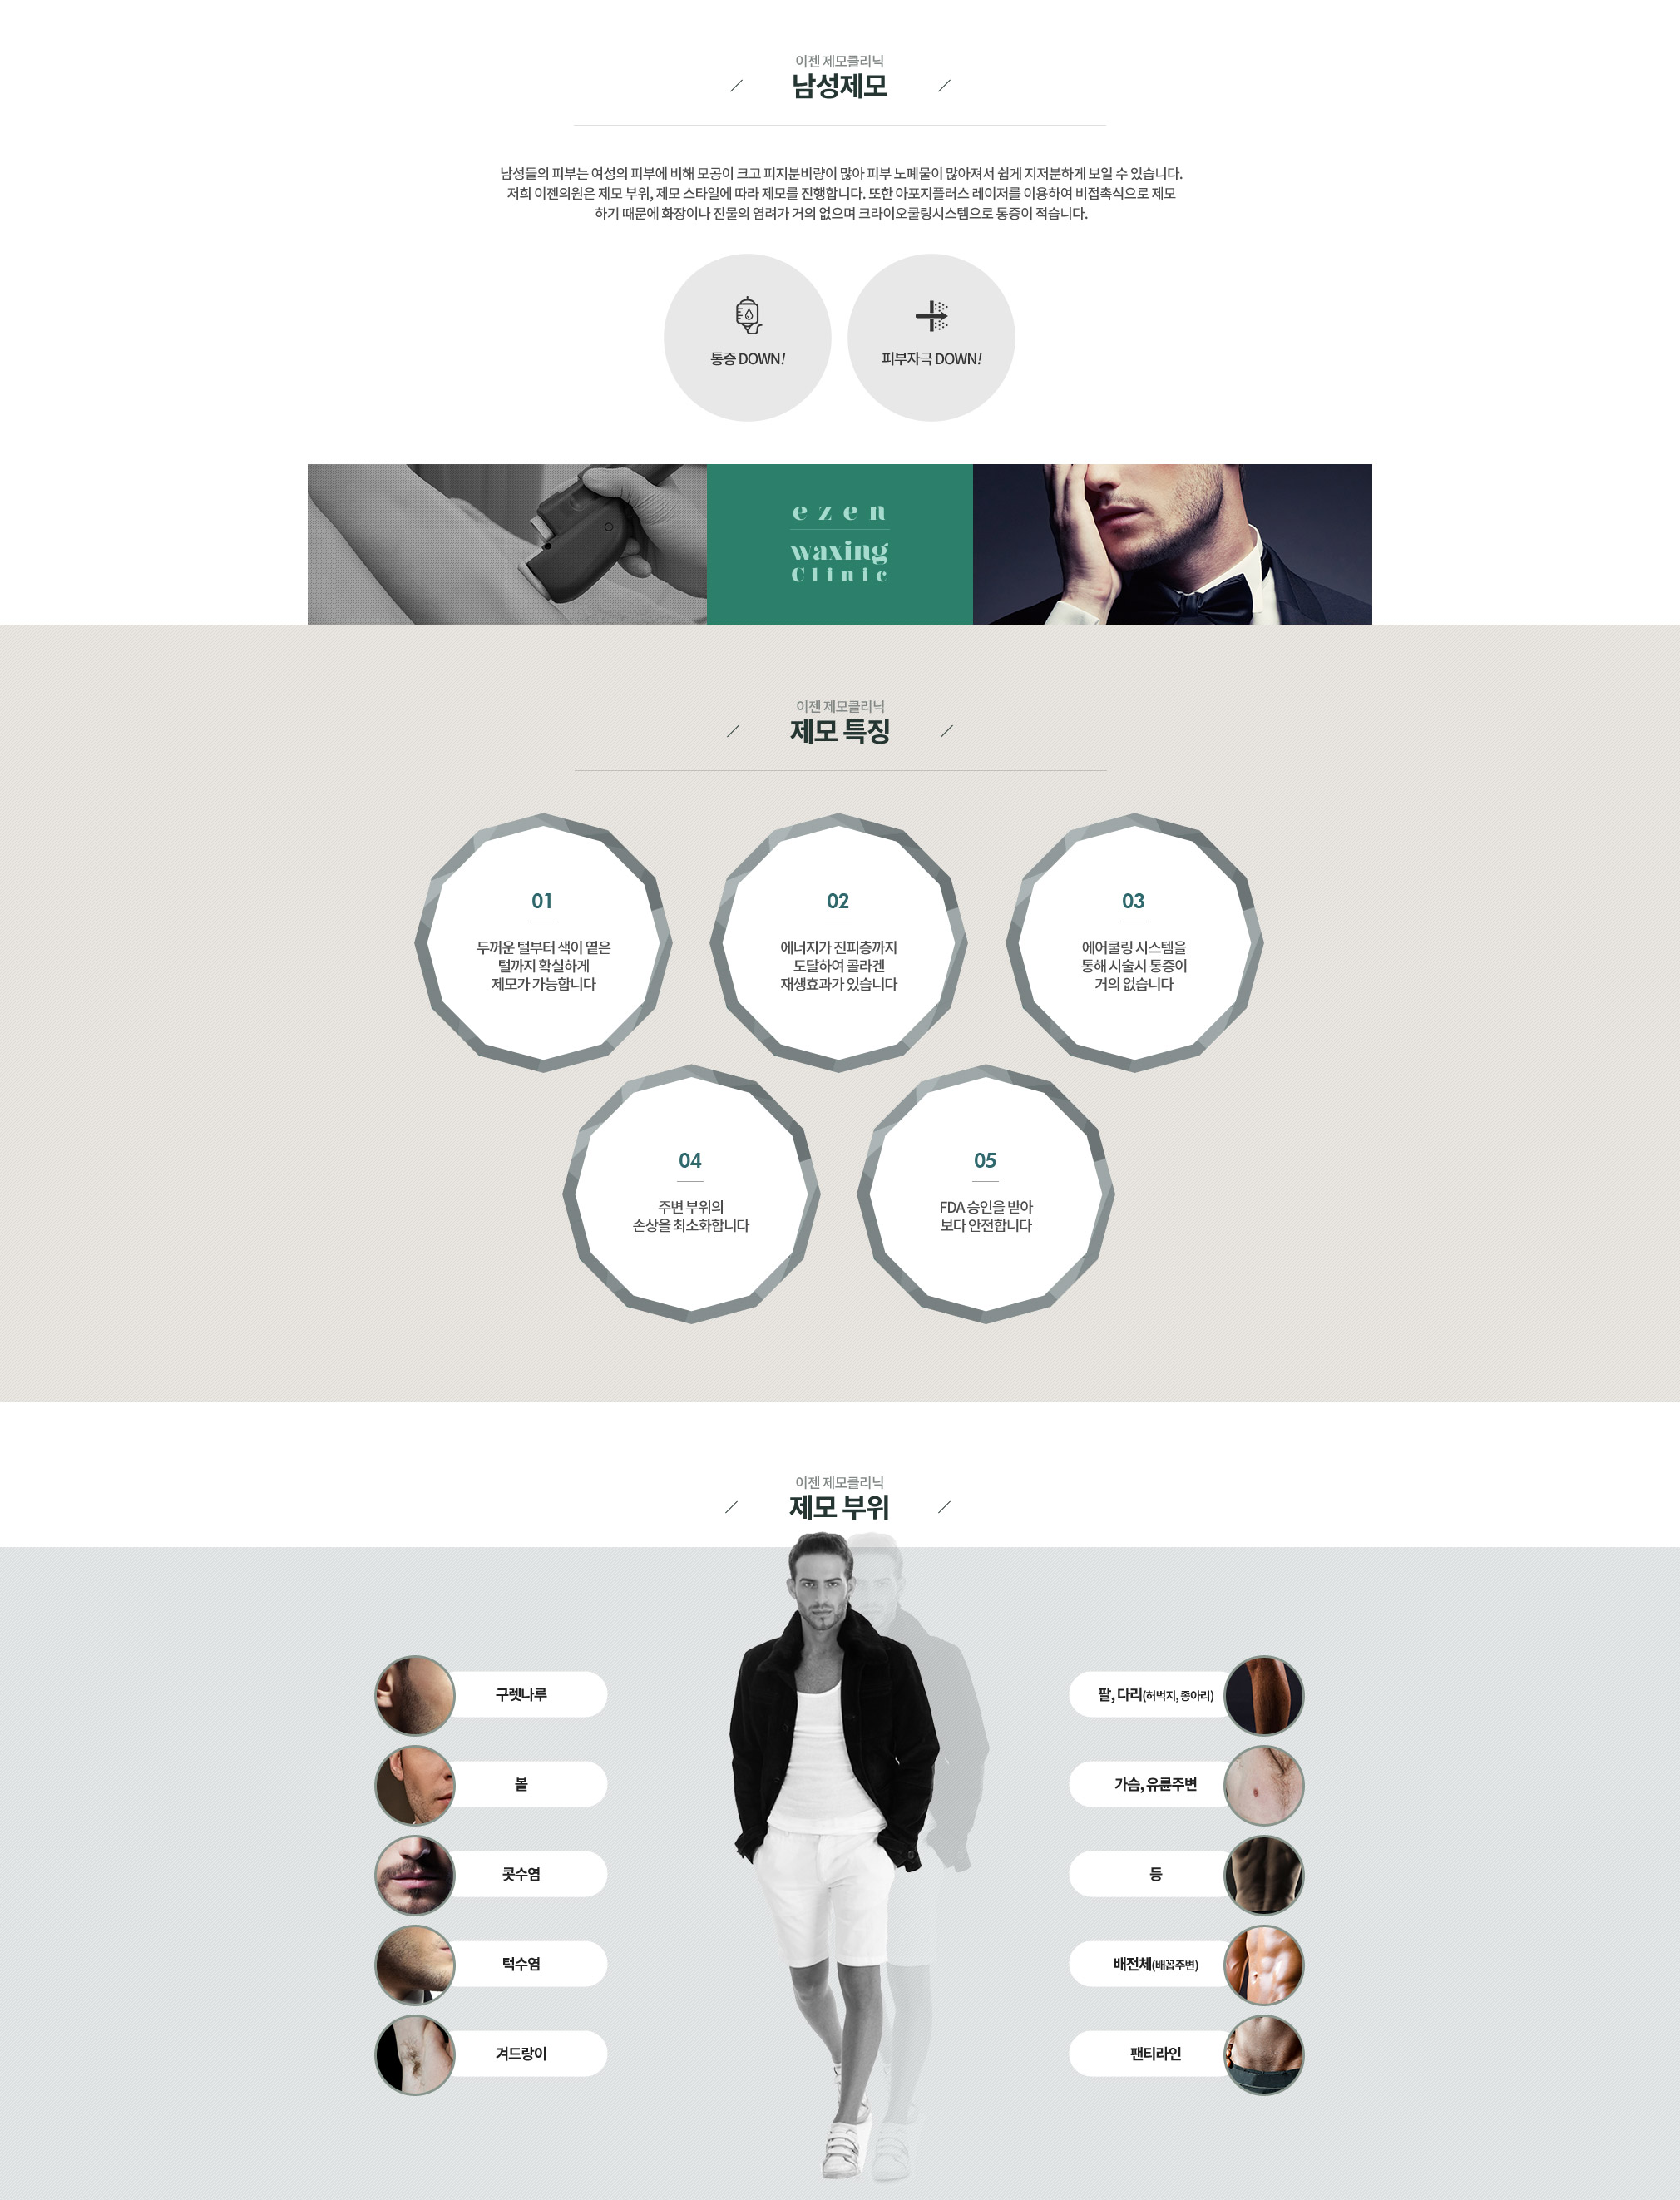 이젠 제모클리닉
남성제모
남성들의 피부는 여성의 피부에 비해 모공이 크고 피지분비량이 많아 피부 노폐물이 많아져서 쉽게 지저분하게 보일 수 있습니다.
저희 이젠의원은 제모 부위, 제모 스타일에 따라 제모를 진행합니다. 또한 아포지플러스 레이저를 이용하여 비접촉식으로 제모
하기 때문에 화장이나 진물의 염려가 거의 없으며 크라이오쿨링시스템으로 통증이 적습니다.
통증 DOWN!
피부자극 DOWN!
ezen
waxing
Clinic
이젠 제모클리닉
제모 특징
01
두꺼운 털부터 색이 옅은
털까지 확실하게
제모가 가능합니다
02
에너지가 진피층까지
도달하여 콜라겐
재생효과가 있습니다
03
에어쿨링 시스템을
통해 시술시 통증이
거의 없습니다
04
주변 부위의
손상을 최소화합니다
05
FDA 승인을 받아
보다 안전합니다
이젠 제모클리닉
제모 부위
구렛나루
볼
콧수염
턱수염
겨드랑이
팔, 다리(허벅지, 종아리)
가슴, 유륜주변
등
배전체(배꼽주변)
팬티라인